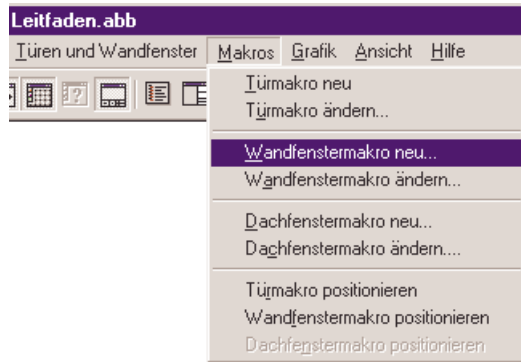 Leitfaden.abb
Türen und Wandfenster Makros Grafik Ansicht Hilfe
Türmakro neu
Türmakro ändern...
Wandfenstermakro neu...
Wandfenstermakro ändern...
Dachfenstermakro neu...
Dachfenstermakro ändern....
Türmakro positionieren
Wandfenstermakro positionieren
Dachfenstermakro positionieren